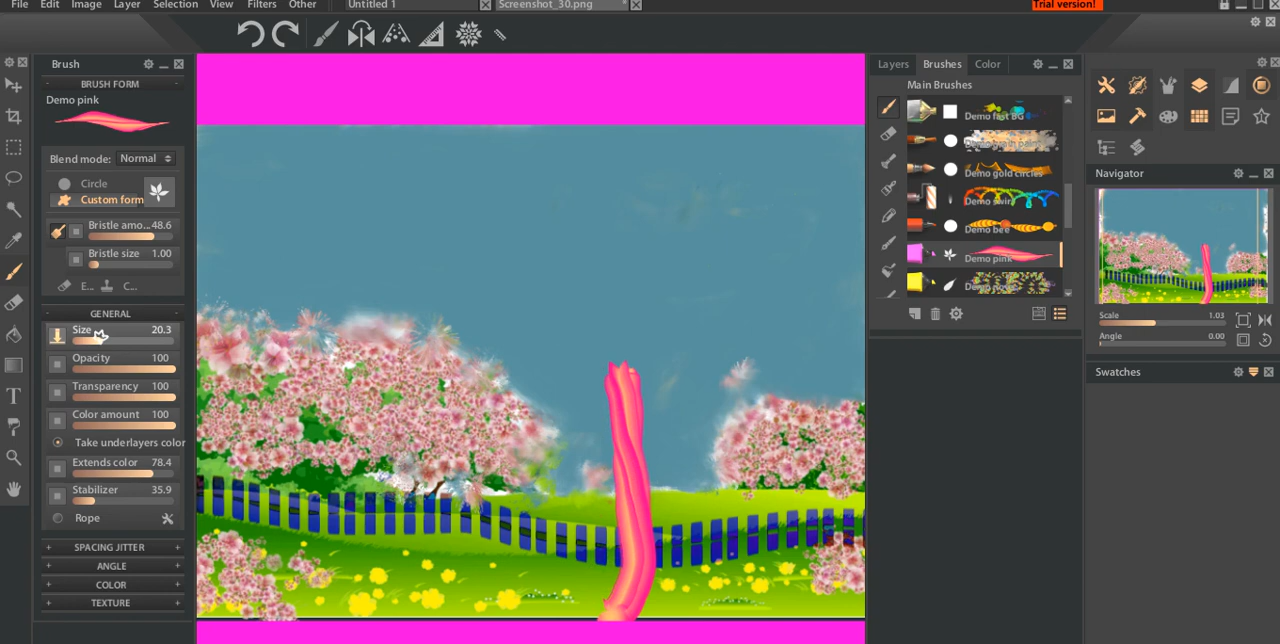 File Edit Image Layer Selection View Filters Other Untitled 1 Screenshot_30.png * Trial version!
Brush
BRUSH FORM
Demo pink
Blend mode: Normal
Circle
Custom form
Bristle amo... 48.6
Bristle size 1.00
E... C...
GENERAL
Size 20.3
Opacity 100
Transparency 100
Color amount 100
Take underlayers color
Extends color 78.4
Stabilizer 35.9
Rope
SPACING JITTER
ANGLE
COLOR
TEXTURE
Layers Brushes Color
Main Brushes
Demo fast BG
Demo gold circles
Demo bee
Demo pink
Navigator
Scale 1.03
Angle 0.00
Swatches